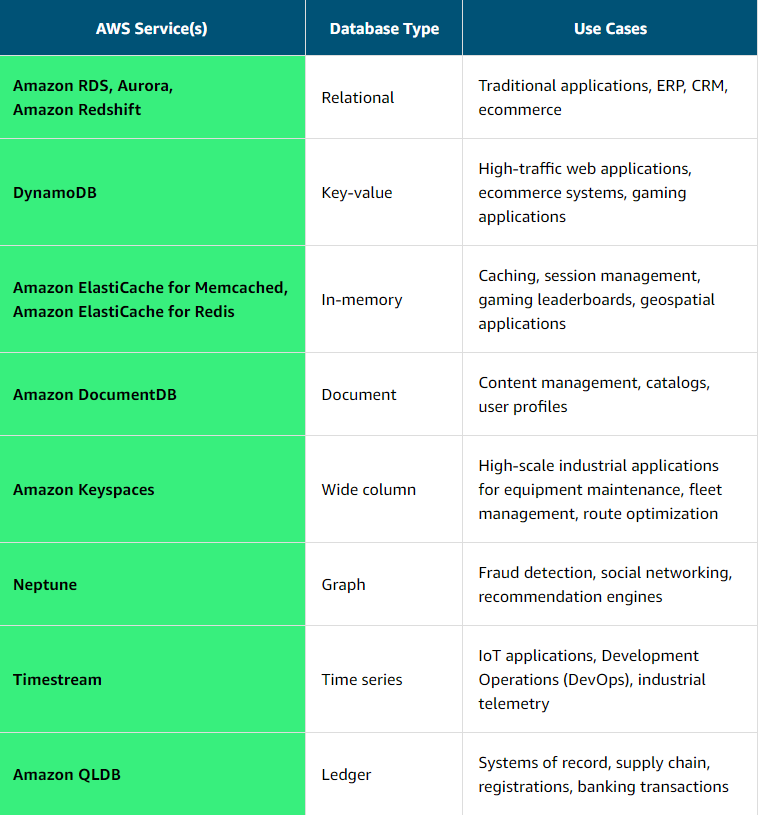 AWS Service(s) Database Type Use Cases
Amazon RDS, Aurora,
Amazon Redshift
Relational
Traditional applications, ERP, CRM,
ecommerce
DynamoDB
Key-value
High-traffic web applications,
ecommerce systems, gaming
applications
Amazon ElastiCache for Memcached,
Amazon ElastiCache for Redis
In-memory
Caching, session management,
gaming leaderboards, geospatial
applications
Amazon DocumentDB
Document
Content management, catalogs,
user profiles
Amazon Keyspaces
Wide column
High-scale industrial applications
for equipment maintenance, fleet
management, route optimization
Neptune
Graph
Fraud detection, social networking,
recommendation engines
Timestream
Time series
IoT applications, Development
Operations (DevOps), industrial
telemetry
Amazon QLDB
Ledger
Systems of record, supply chain,
registrations, banking transactions